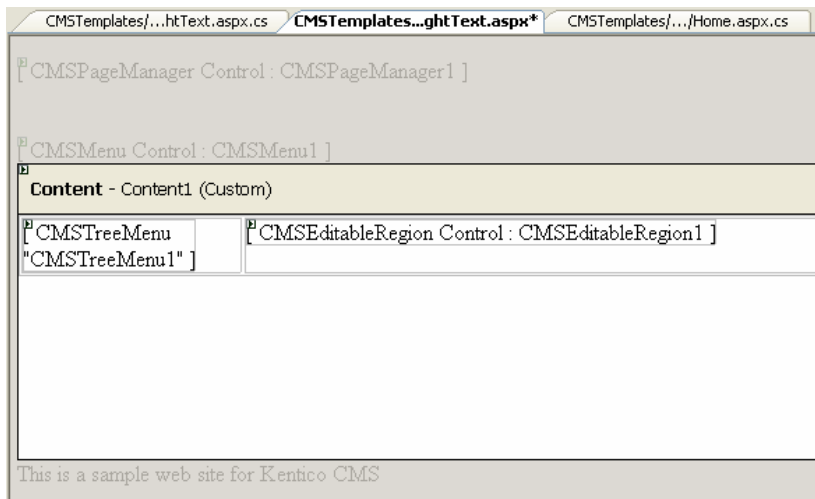 CMSTemplates/...htText.aspx.cs CMSTemplates...ghtText.aspx* CMSTemplates/.../Home.aspx.cs
[ CMSPageManager Control : CMSPageManager1 ]
[ CMSMenu Control : CMSMenu1 ]
Content - Content1 (Custom)
[ CMSTreeMenu
"CMSTreeMenu1" ]
[ CMSEditableRegion Control : CMSEditableRegion1 ]
This is a sample web site for Kentico CMS